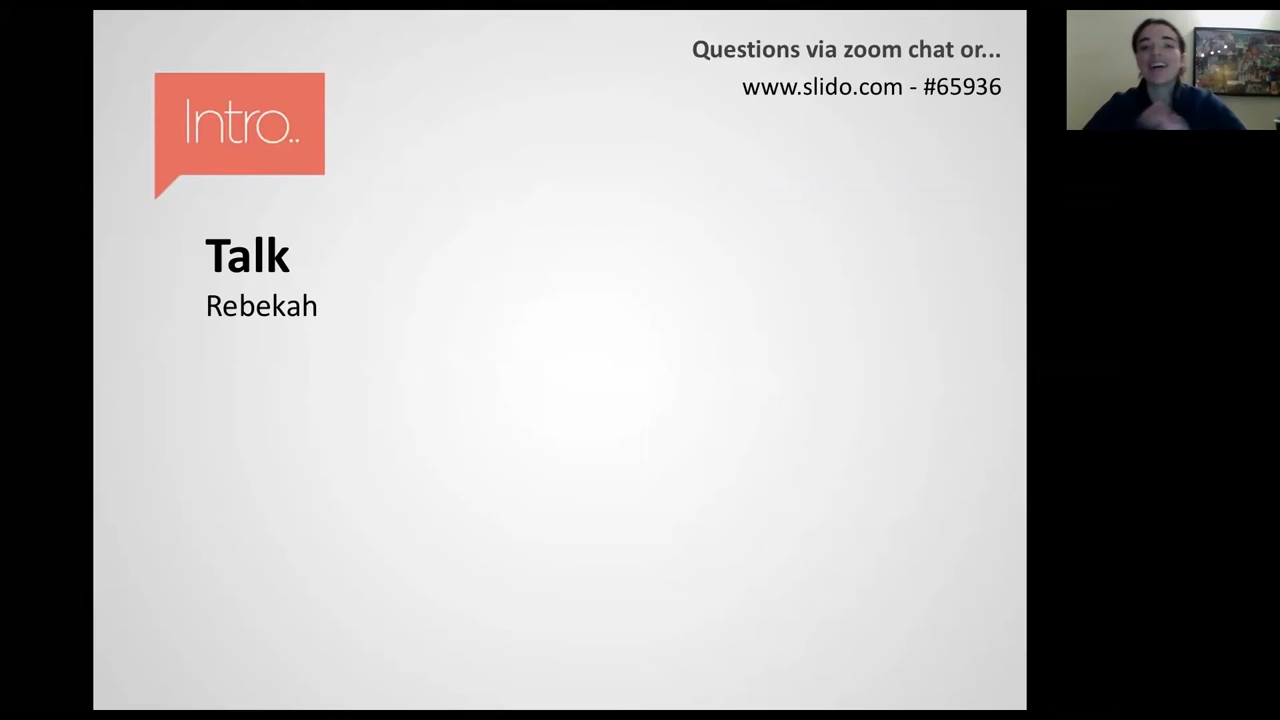 Questions via zoom chat or...
www.slido.com - #65936
Intro..
Talk
Rebekah